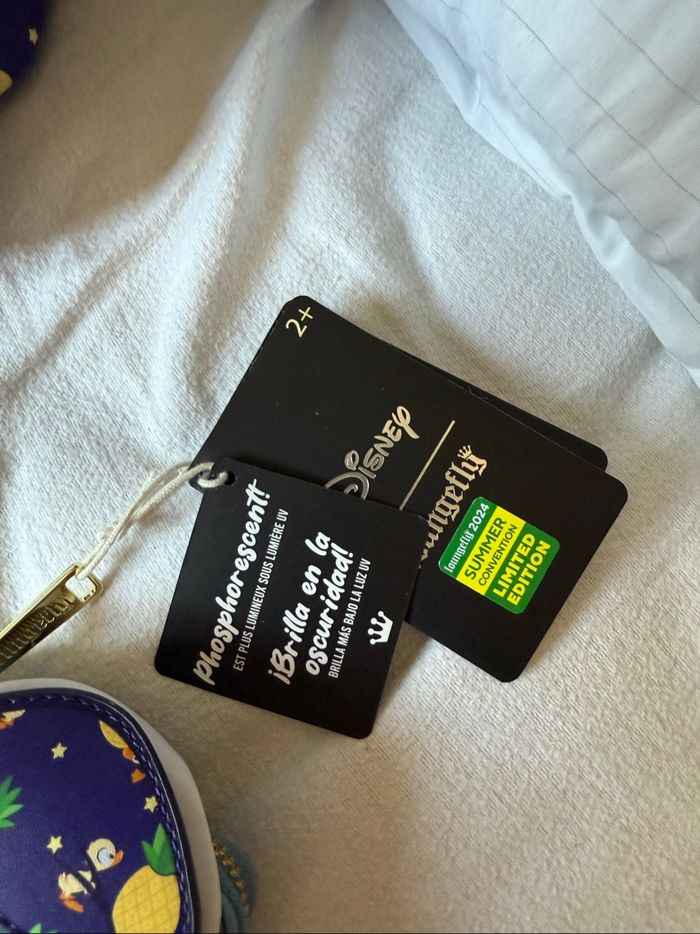 2+
Disney
loungefly
loungefly 2024
SUMMER
CONVENTION
LIMITED
EDITION
Phosphorescent!
EST PLUS LUMINEUX SOUS LUMIÈRE UV
¡Brilla en la
oscuridad!
BRILLA MÁS BAJO LA LUZ UV